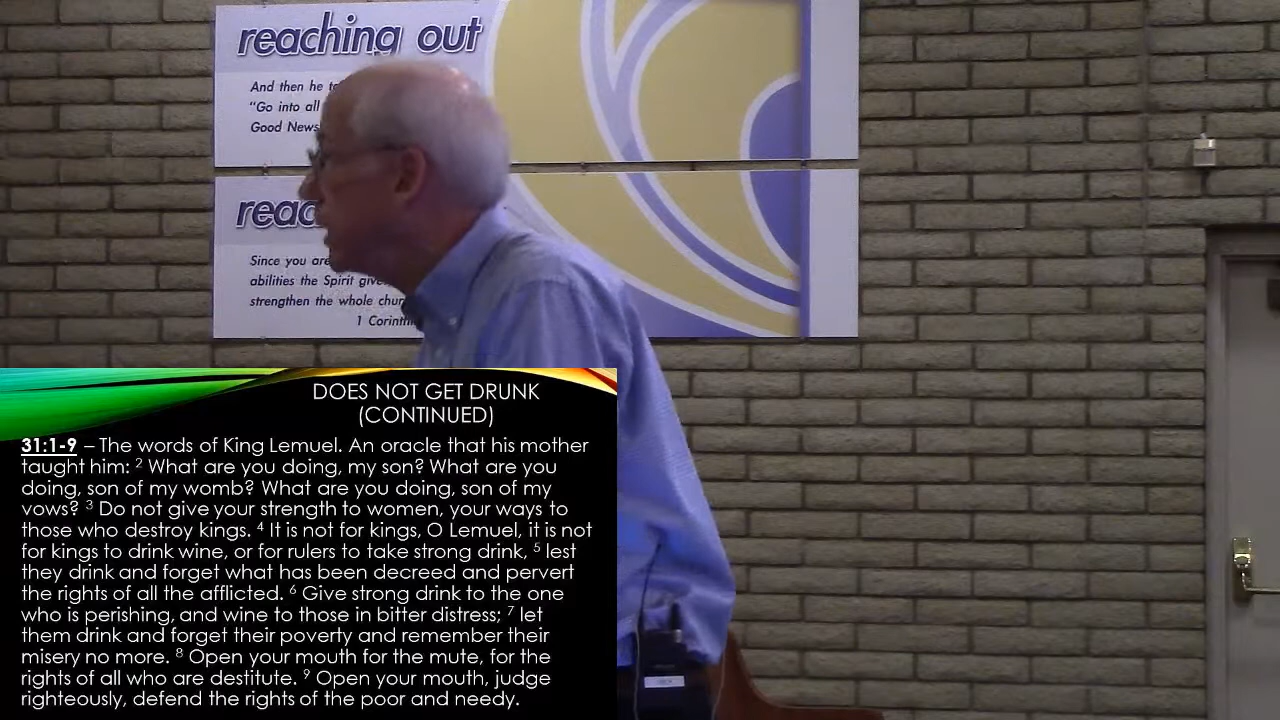 reaching out
And then he
"Go into all
Good News
Since you are
abilities the Spirit
strengthen the whole
1
DOES NOT GET DRUNK
(CONTINUED)
31:1-9 – The words of King Lemuel. An oracle that his mother
taught him: 2 What are you doing, my son? What are you
doing, son of my womb? What are you doing, son of my
vows? 3 Do not give your strength to women, your ways to
those who destroy kings. 4 It is not for kings, O Lemuel, it is not
for kings to drink wine, or for rulers to take strong drink, 5 lest
they drink and forget what has been decreed and pervert
the rights of all the afflicted. 6 Give strong drink to the one
who is perishing, and wine to those in bitter distress; 7 let
them drink and forget their poverty and remember their
misery no more. 8 Open your mouth for the mute, for the
rights of all who are destitute. 9 Open your mouth, judge
righteously, defend the rights of the poor and needy.